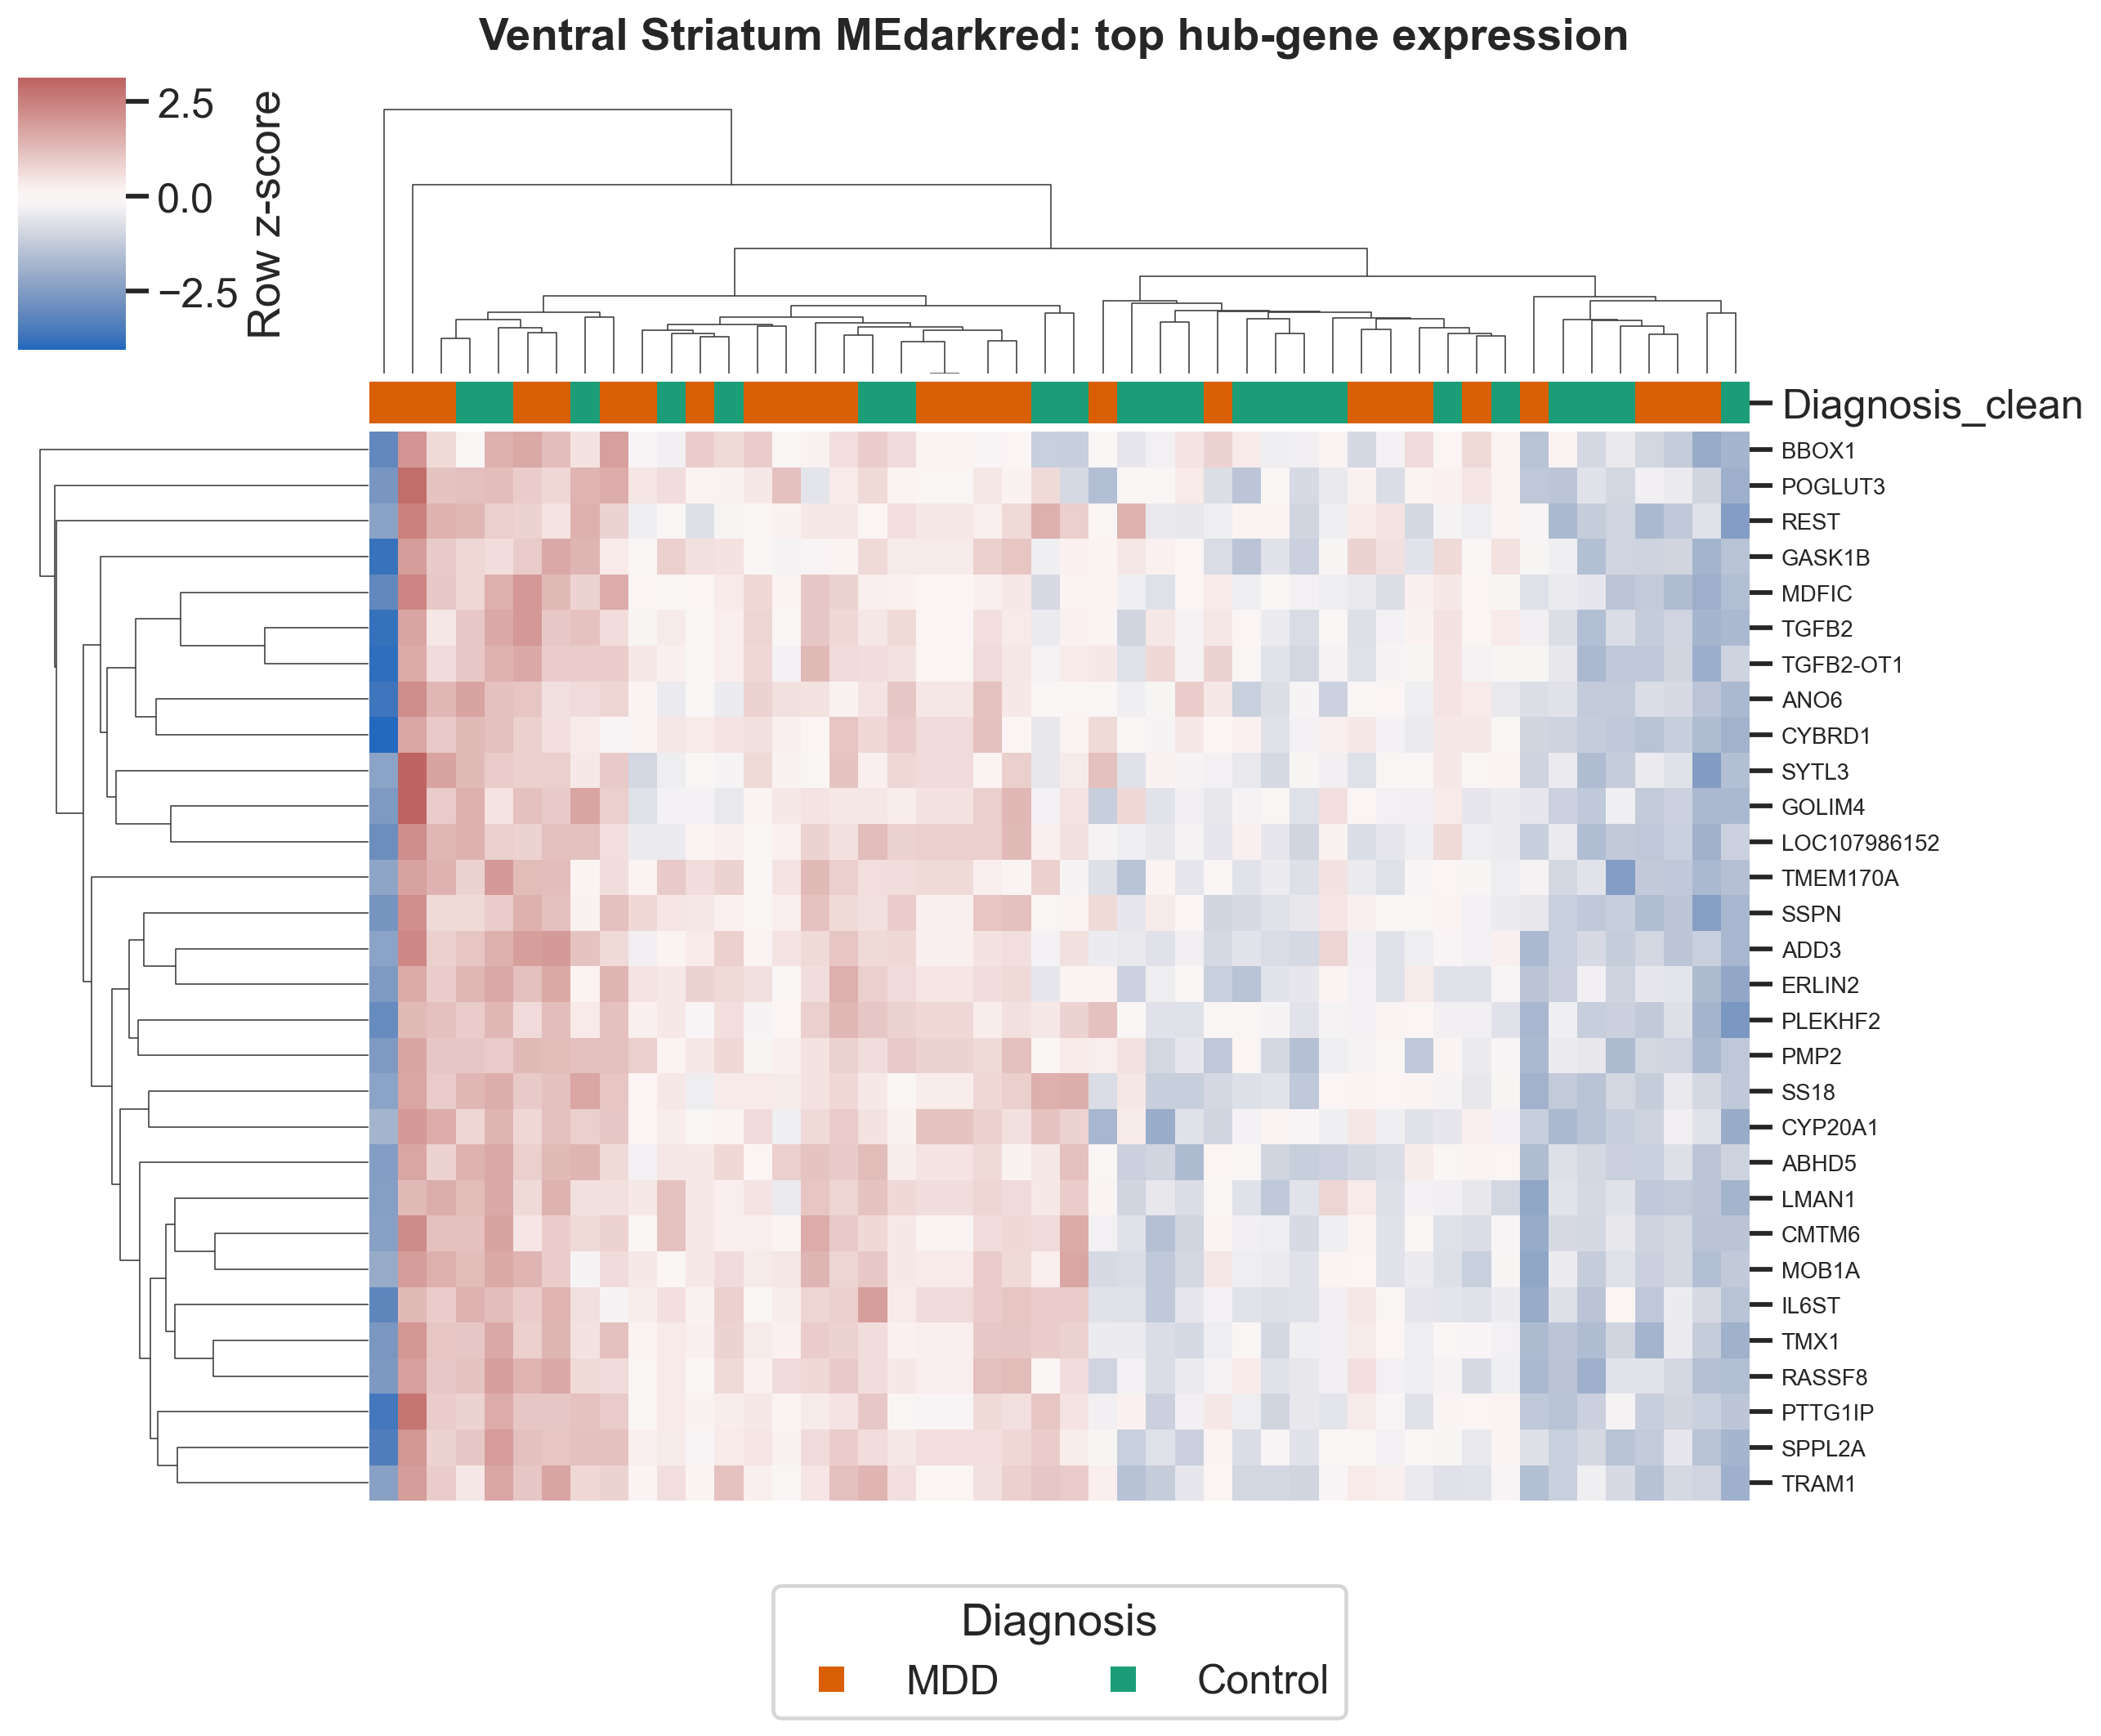 Ventral Striatum MEdarkred: top hub-gene expression
2.5
0.0
−2.5
Row z-score
Diagnosis_clean
BBOX1
POGLUT3
REST
GASK1B
MDFIC
TGFB2
TGFB2-OT1
ANO6
CYBRD1
SYTL3
GOLIM4
LOC107986152
TMEM170A
SSPN
ADD3
ERLIN2
PLEKHF2
PMP2
SS18
CYP20A1
ABHD5
LMAN1
CMTM6
MOB1A
IL6ST
TMX1
RASSF8
PTTG1IP
SPPL2A
TRAM1
Diagnosis
MDD Control